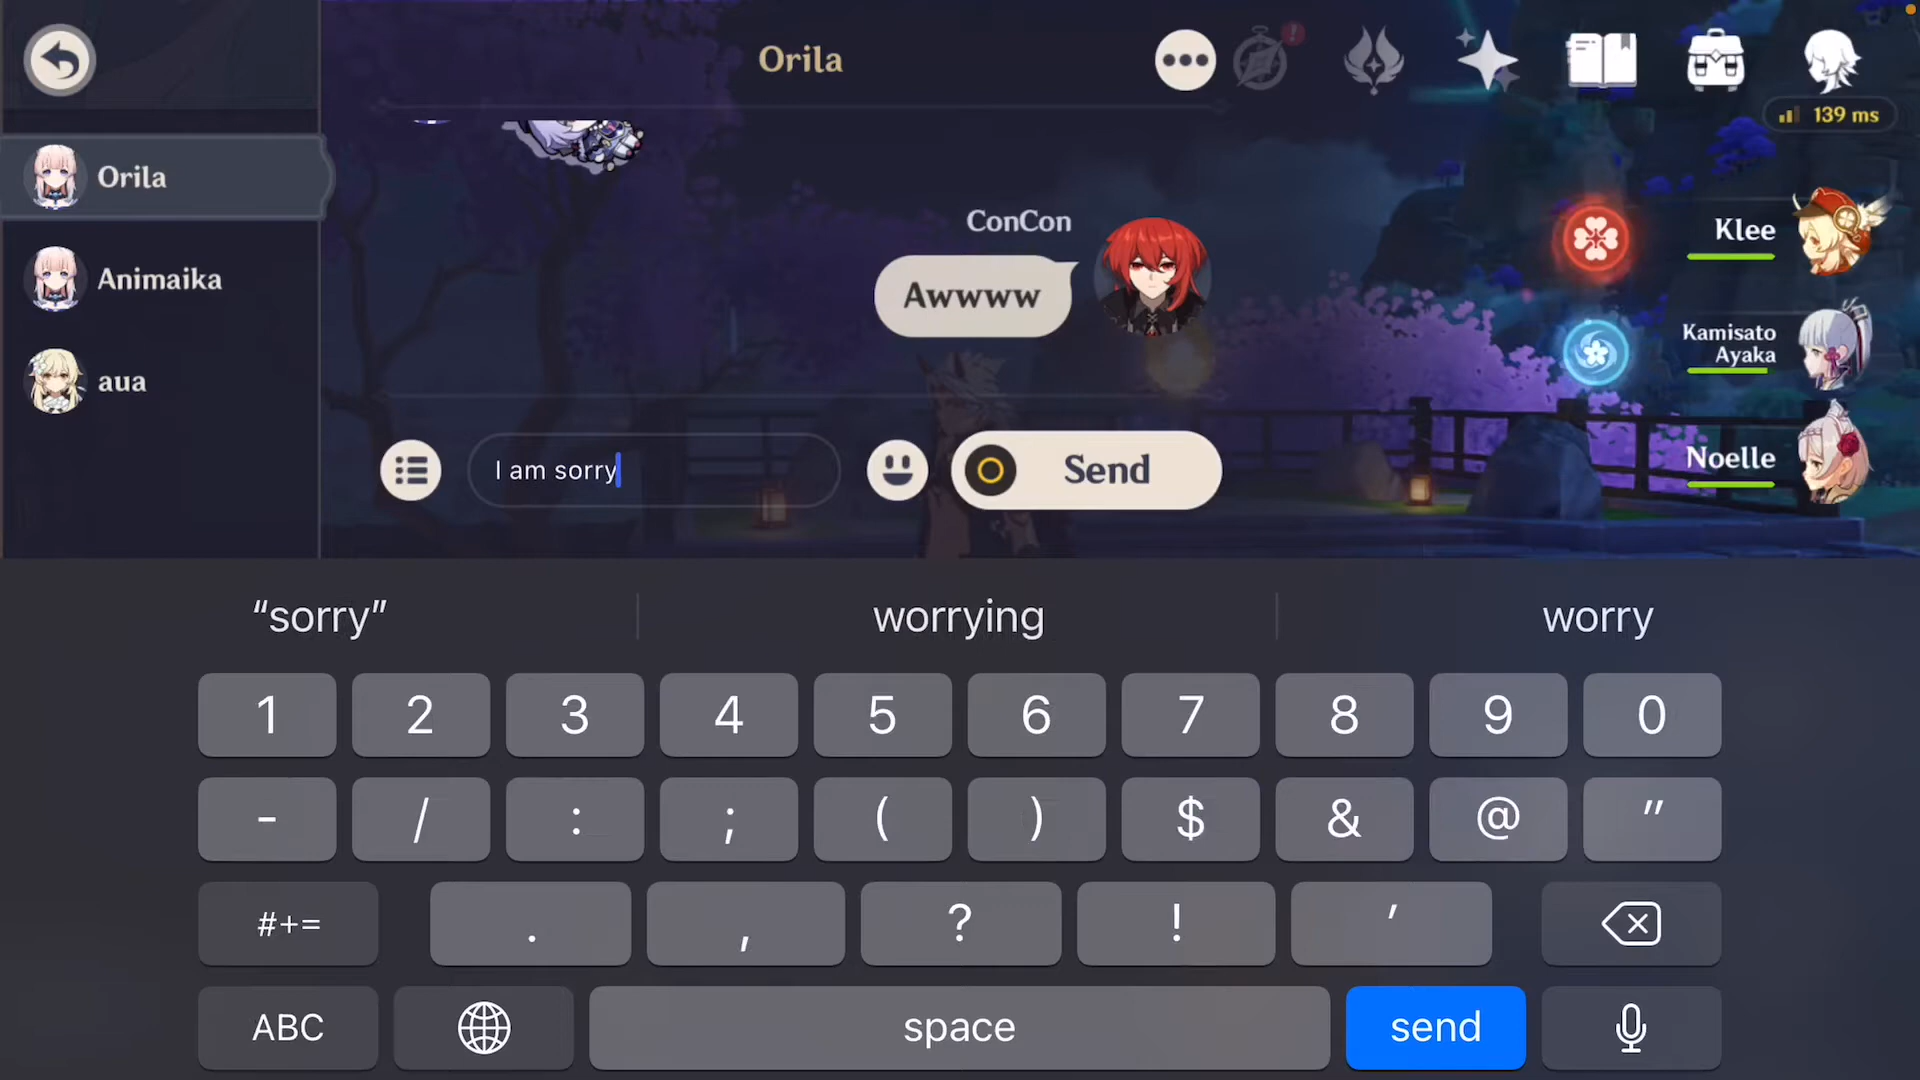 Orila
139 ms
Orila
Animaika
aua
ConCon
Awwww
Klee
Kamisato
Ayaka
Noelle
I am sorry
Send
“sorry”
worrying
worry
1 2 3 4 5 6 7 8 9 0
- / : ; ( ) $ & @ "
#+= . , ? ! '
ABC space send